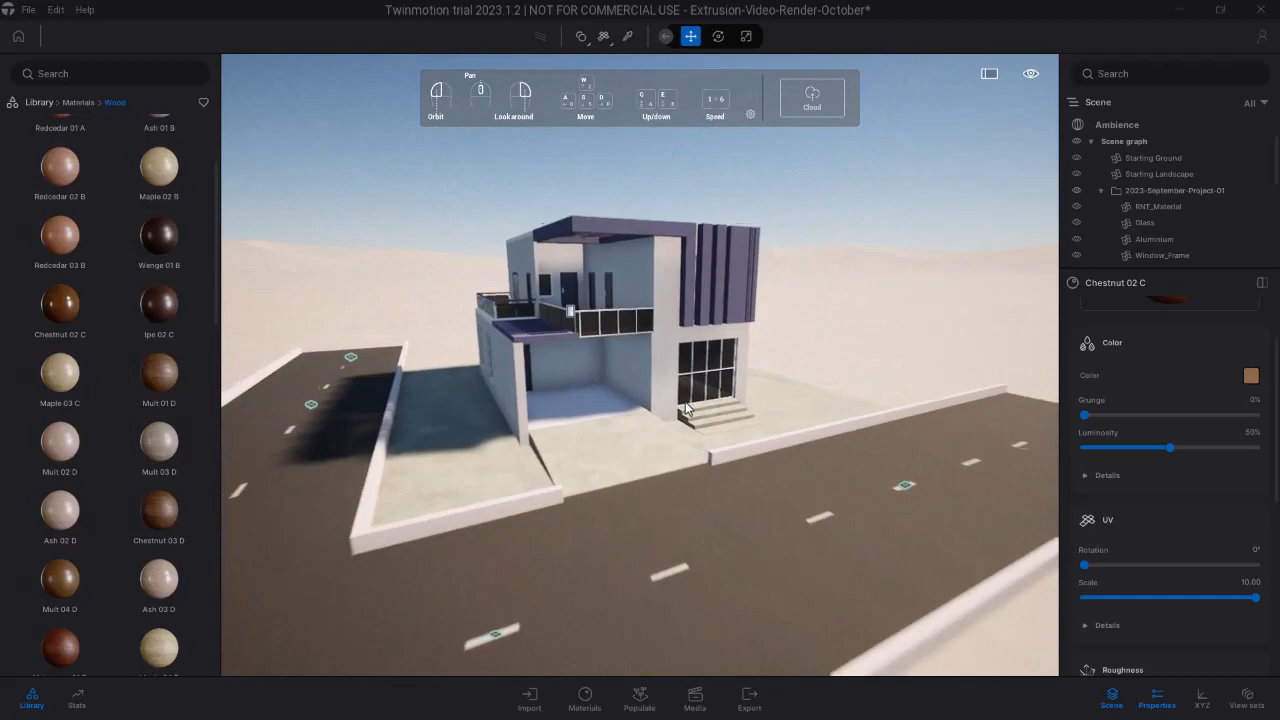 File Edit Help
Twinmotion trial 2023.1.2 | NOT FOR COMMERCIAL USE - Extrusion-Video-Render-October*
Search
Library > Materials > Wood
Redcedar 01 A Ash 01 B
Redcedar 02 B Maple 02 B
Redcedar 03 B Wenge 01 B
Chestnut 02 C Ipe 02 C
Maple 03 C Mult 01 D
Mult 02 D Mult 03 D
Ash 02 D Chestnut 03 D
Mult 04 D Ash 03 D
Pan
Orbit Look around
W
A S D
Move
Q E
Up/down
1 - 6
Speed
Cloud
Search
Scene All
Ambience
Scene graph
Starting Ground
Starting Landscape
2023-September-Project-01
RNT_Material
Glass
Aluminium
Window_Frame
Chestnut 02 C
Color
Color
Grunge 0%
Luminosity 50%
Details
UV
Rotation 0°
Scale 10.00
Details
Roughness
Library Stats Import Materials Populate Media Export Scene Properties XYZ View sets